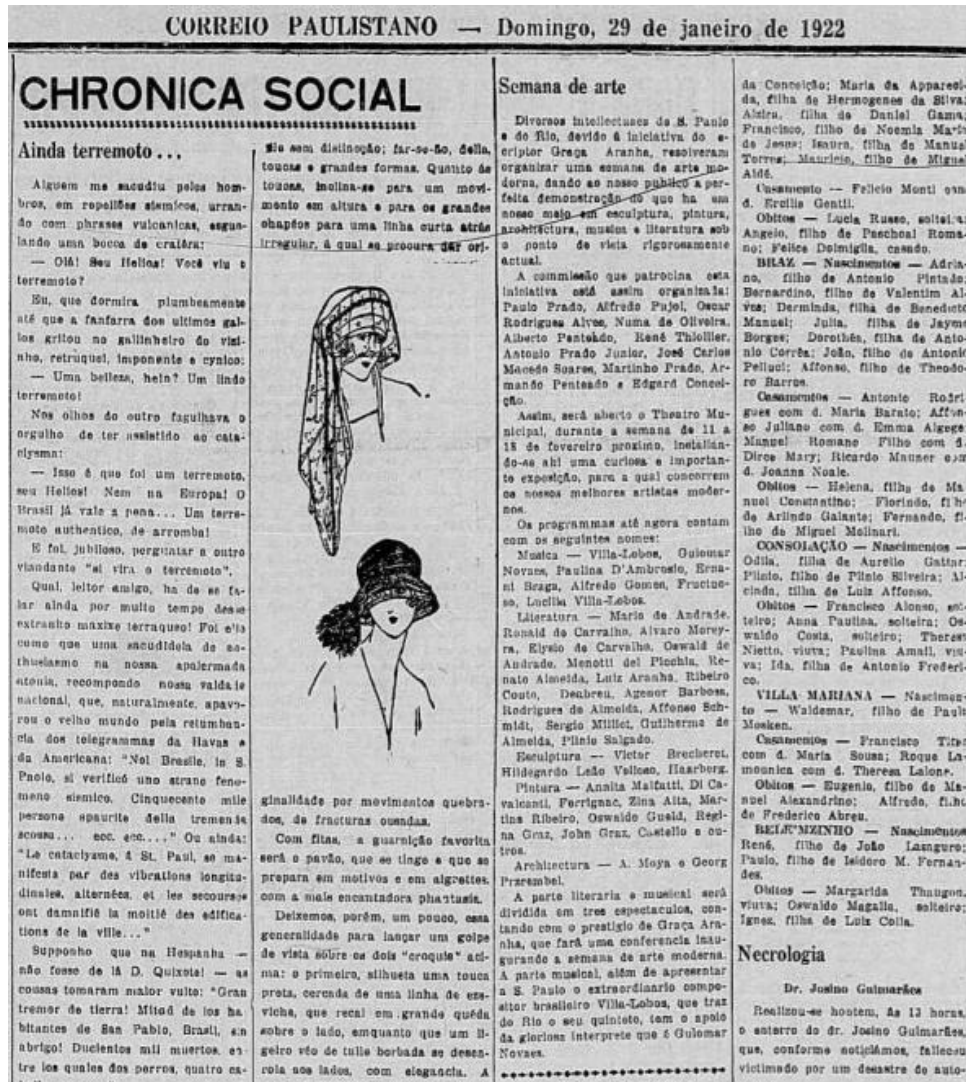 CORREIO PAULISTANO — Domingo, 29 de janeiro de 1922
CHRONICA SOCIAL
Ainda terremoto...
Alguem me sacudiu pelos hom-
bros, em repellões sismicos, urran-
do com phrases vulcanicas, esgue-
lando uma bocca de cratéra:
— Olá! Seu Helios! Você viu o
terremoto?
Eu, que dormira plumbeamente
até que a fanfarra dos ultimos gal-
los gritou no gallinheiro do vizi-
nho, retruquei, imponente e cynico:
— Uma belleza, hein? Um lindo
terremoto!
Nos olhos do outro fagulhava o
orgulho de ter assistido ao cata-
clysma:
— Isso é que foi um terremoto,
seu Helios! Nem na Europa! O
Brasil já vale a pena... Um terre-
moto authentico, de arromba!
E foi, jubiloso, perguntar a outro
viandante "si vira o terremoto".
Qual, leitor amigo, ha de se fa-
lar ainda por muito tempo desse
extranho maxixe terraqueo! Foi elle
como que uma sacudidela de en-
thusiasmo na nossa apalermada
atonia, recompondo nossa vaidade
nacional, que, naturalmente, apavo-
rou o velho mundo pela retumban-
cia dos telegrammas da Havas e
da Americana: "Nel Brasile, in S.
Paolo, si verificó uno strano feno-
meno sismico. Cinquecento mile
persone spaurite della tremenda
scossa... ecc. ecc...." Ou ainda:
"Le cataclysme, á St. Paul, se ma-
nifesta par des vibrations longitu-
dinales, alternées, et les secourses
ont damnifié la moitié des edifica-
tions de la ville..."
Supponho que na Hespanha —
não fosse de lá D. Quixote! — as
cousas tomaram maior vulto: "Gran
tremor de tierra! Mitad de los ha-
bitantes de San Pablo, Brasil, sin
abrigo! Ducientos mil muertos, en-
tre los quales dos perros, quatro ca-
sem distincção; far-se-ão, della,
toucas e grandes formas. Quanto ás
toucas, inclina-se para um movi-
mento em altura e para os grandes
chapéos para uma linha curta atrás
irregular, á qual se procura dar ori-
ginalidade por movimentos quebra-
dos, de fracturas ousadas.
Com fitas, a guarnição favorita
será o pavão, que se tinge e que se
prepara em motivos e em aigrettes,
com a mais encantadora phantasia.
Deixemos, porém, um pouco, essa
generalidade para lançar um golpe
de vista sobre os dois "croquis" aci-
ma: o primeiro, silhueta uma touca
preta, cercada de uma linha de
que recai em grande quéda
sobre o lado, emquanto que um li-
geiro véo de tulle borbada se desen-
rola aos lados, com elegancia. A
Semana de arte
Diversos intellectuaes de S. Paulo
e do Rio, devido á iniciativa do es-
criptor Graça Aranha, resolveram
organizar uma semana de arte mo-
derna, dando ao nosso publico a per-
feita demonstração do que ha em
nosso meio em esculptura, pintura,
architectura, musica e literatura sob
o ponto de vista rigorosamente
actual.
A commissão que patrocina esta
iniciativa está assim organizada:
Paulo Prado, Alfredo Pujol, Oscar
Rodrigues Alves, Numa de Oliveira,
Alberto Penteado, René Thiollier,
Antonio Prado Junior, José Carlos
Macedo Soares, Martinho Prado, Ar-
mando Penteado e Edgard Concei-
ção.
Assim, será aberto o Theatro Mu-
nicipal, durante a semana de 11 a
18 de fevereiro proximo, installan-
do-se ahi uma curiosa e importan-
te exposição, para a qual concorrem
os nossos melhores artistas moder-
nos.
Os programmas até agora contam
com os seguintes nomes:
Musica — Villa-Lobos, Guiomar
Novaes, Paulina D'Ambrosio, Erna-
ni Braga, Alfredo Gomes, Fructuo-
so, Lucilia Villa-Lobos.
Literatura — Mario de Andrade,
Ronald de Carvalho, Alvaro Morey-
ra, Elysio de Carvalho, Oswald de
Andrade, Menotti del Picchia, Re-
nato Almeida, Luiz Aranha, Ribeiro
Couto, Deabreu, Agenor Barbosa,
Rodrigues de Almeida, Affonso Sch-
midt, Sergio Milliet, Guilherme de
Almeida, Plinio Salgado.
Esculptura — Victor Brecheret,
Hildegardo Leão Velloso, Haarberg.
Pintura — Anita Malfatti, Di Ca-
valcanti, Ferrignac, Zina Aita, Mar-
tins Ribeiro, Oswaldo Gueld, Regi-
na Graz, John Graz, Castello e ou-
tros.
Architectura — A. Moya e Georg
Przrembel.
A parte literaria e musical será
dividida em tres espectaculos, con-
tando com o prestigio de Graça Ara-
nha, que fará uma conferencia inau-
gurando a semana de arte moderna.
A parte musical, além de apresentar
a S. Paulo o extraordinario compo-
sitor brasileiro Villa-Lobos, que traz
do Rio o seu quinteto, tem o apoio
da gloriosa interprete que é Guiomar
Novaes.
da Conceição; Maria da Appareci-
da, filha de Hermogenes da Silva;
Alzira, filha de Daniel Gama;
Francisco, filho de Noemia Maria
de Jesus; Isaura, filha de Manuel
Torres; Mauricio, filho de Miguel
Aidé.
Casamento — Felicio Monti com
d. Ercilia Gentil.
Obitos — Lucia Russo, solteira;
Angelo, filho de Paschoal Roma-
no; Felice Dolmiglia, casado.
BRAZ — Nascimentos — Adria-
no, filho de Antonio Pintado;
Bernardino, filho de Valentim Al-
ves; Derminda, filha de Benedicto
Manuel; Julia, filha de Jayme
Borges; Dorothéa, filha de Anto-
nio Corrêa; João, filho de Antonio
Pelluci; Affonso, filho de Theodo-
ro Barros.
Casamentos — Antonio Rodri-
gues com d. Maria Barato; Affon-
so Juliano com d. Emma Algege
Manuel Romano Filho com d.
Dirce Mary; Ricardo Mauner com
d. Joanna Noale.
Obitos — Helena, filha de Ma-
nuel Constantino; Florindo, filho
de Arlindo Galante; Fernando, fi-
lho de Miguel Molinari.
CONSOLAÇÃO — Nascimentos —
Odila, filha de Aurelio Gattar;
Plinio, filho de Plinio Silveira; Al-
cinda, filha de Luiz Affonso.
Obitos — Francisco Alonso, sol-
teiro; Anna Paulina, solteira; Os-
waldo Costa, solteiro; Thereza
Nietto, viuva; Paulina Amall, viu-
va; Ida, filha de Antonio Frederi-
co.
VILLA MARIANA — Nascimen-
to — Waldemar, filho de Paulo
Mosken.
Casamentos — Francisco
com d. Maria Sousa; Roque La-
moonica com d. Theresa Lalone.
Obitos — Eugenio, filho de Ma-
nuel Alexandrino; Alfredo, filho
de Frederico Abreu.
BELE'MZINHO — Nascimentos
René, filho de João Lazaguro;
Paulo, filho de Isidoro M. Fernan-
des.
Obitos — Margarida Thaugon,
viuva; Oswaldo Magalla, solteiro;
Ignez, filha de Luiz Colla.
Necrologia
Dr. Josino Guimarães
Realizou-se hontem, ás 13 horas,
o enterro do dr. Josino Guimarães,
que, conforme noticiámos, falleceu
victimado por um desastre de auto-